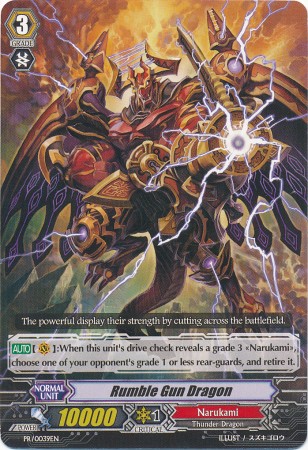 3
GRADE
The powerful display their strength by cutting across the battlefield.
AUTO :When this unit's drive check reveals a grade 3 «Narukami»,
choose one of your opponent's grade 1 or less rear-guards, and retire it.
NORMAL
UNIT
Rumble Gun Dragon
POWER
10000
1
CRITICAL
Narukami
Thunder Dragon
PR/0039EN
ILLUST / スズキゴロウ